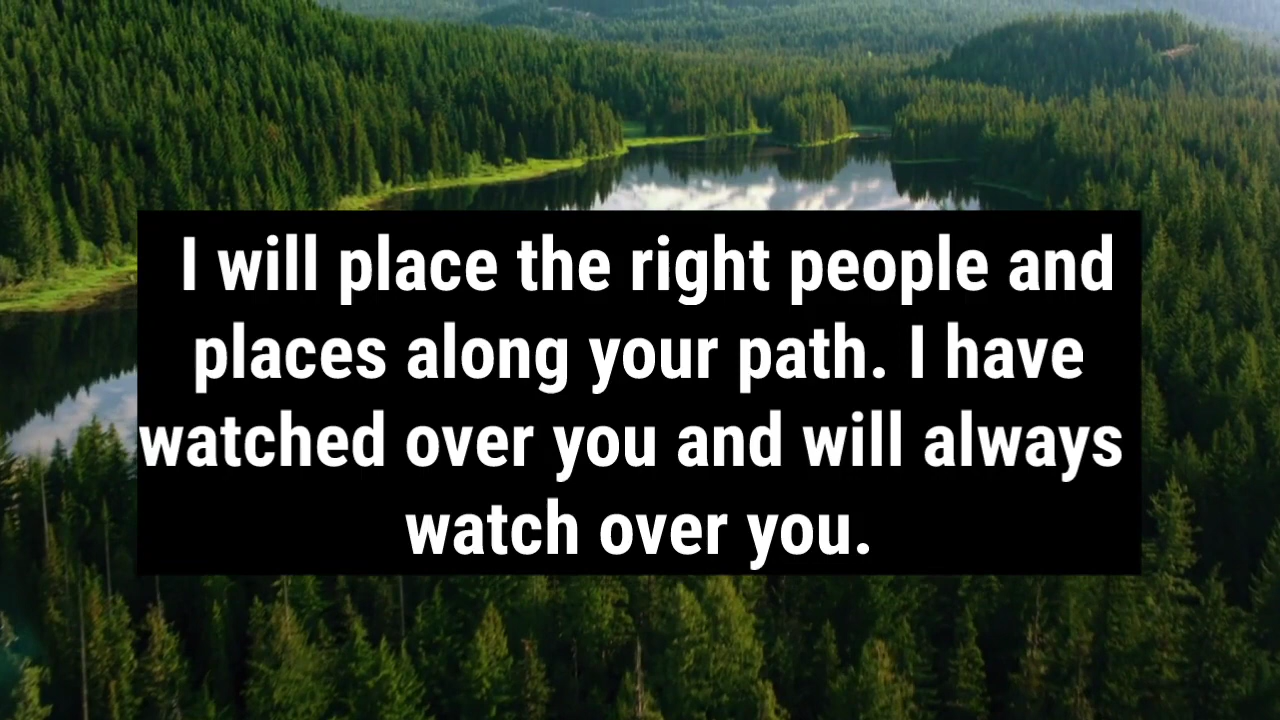 I will place the right people and
places along your path. I have
watched over you and will always
watch over you.